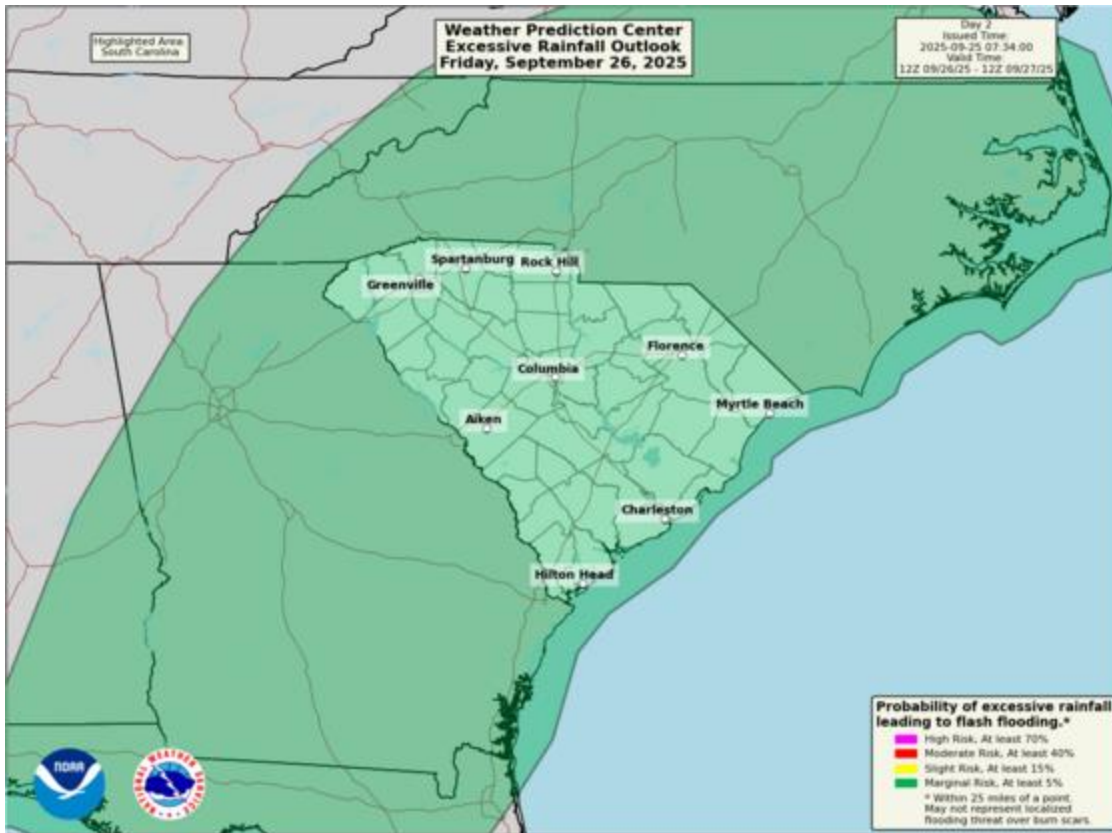 Highlighted Area:
South Carolina
Weather Prediction Center
Excessive Rainfall Outlook
Friday, September 26, 2025
Day 2
Issued Time:
2025-09-25 07:34:00
Valid Time:
12Z 09/26/25 - 12Z 09/27/25
Spartanburg
Rock Hill
Greenville
Florence
Columbia
Myrtle Beach
Aiken
Charleston
Hilton Head
Probability of excessive rainfall
leading to flash flooding.*
High Risk, At least 70%
Moderate Risk, At least 40%
Slight Risk, At least 15%
Marginal Risk, At least 5%
* Within 25 miles of a point.
May not represent localized
flooding threat over burn scars.
NOAA
NATIONAL WEATHER SERVICE